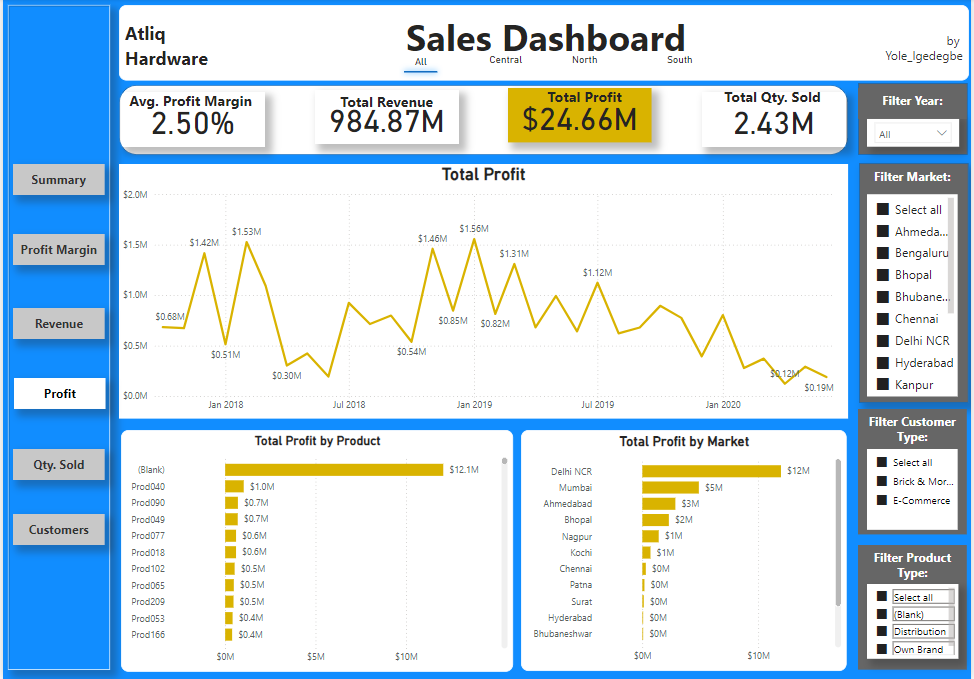 Atliq
Hardware
Sales Dashboard
All
Central
North
South
by
Yole_Igedegbe
Avg. Profit Margin
2.50%
Total Revenue
984.87M
Total Profit
$24.66M
Total Qty. Sold
2.43M
Filter Year:
All
Summary
Profit Margin
Revenue
Profit
Qty. Sold
Customers
Total Profit
$2.0M
$1.5M
$1.0M
$0.5M
$0.0M
$0.68M
$1.42M
$0.51M
$1.53M
$0.30M
$0.54M
$1.46M
$0.85M
$1.56M
$0.82M
$1.31M
$1.12M
$0.12M
$0.19M
Jan 2018
Jul 2018
Jan 2019
Jul 2019
Jan 2020
Filter Market:
Select all
Ahmeda...
Bengaluru
Bhopal
Bhubane...
Chennai
Delhi NCR
Hyderabad
Kanpur
Total Profit by Product
(Blank) $12.1M
Prod040 $1.0M
Prod090 $0.7M
Prod049 $0.7M
Prod077 $0.6M
Prod018 $0.6M
Prod102 $0.5M
Prod065 $0.5M
Prod209 $0.5M
Prod053 $0.4M
Prod166 $0.4M
$0M $5M $10M
Total Profit by Market
Delhi NCR $12M
Mumbai $5M
Ahmedabad $3M
Bhopal $2M
Nagpur $1M
Kochi $1M
Chennai $0M
Patna $0M
Surat $0M
Hyderabad $0M
Bhubaneswar $0M
$0M $10M
Filter Customer
Type:
Select all
Brick & Mor...
E-Commerce
Filter Product
Type:
Select all
(Blank)
Distribution
Own Brand